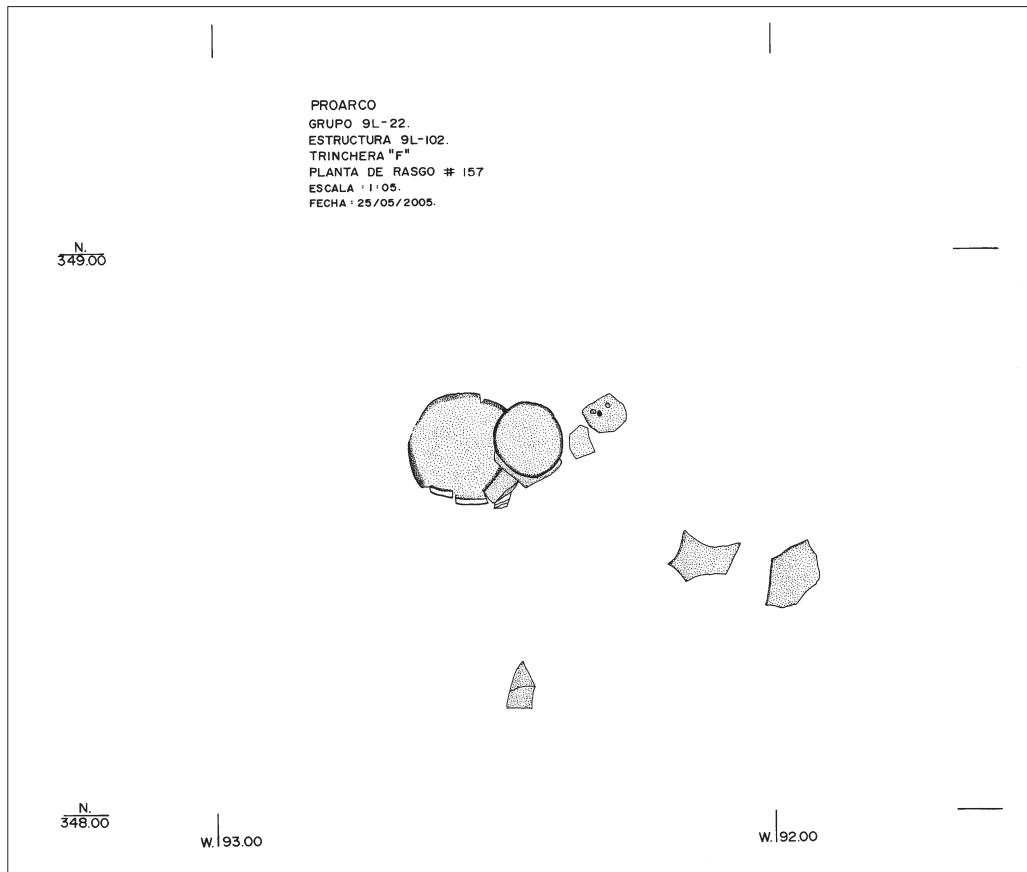 PROARCO
GRUPO 9L-22.
ESTRUCTURA 9L-102.
TRINCHERA "F"
PLANTA DE RASGO # 157
ESCALA : 1:05.
FECHA : 25/05/2005.
N.
349.00
N.
348.00
W. 93.00
W. 92.00